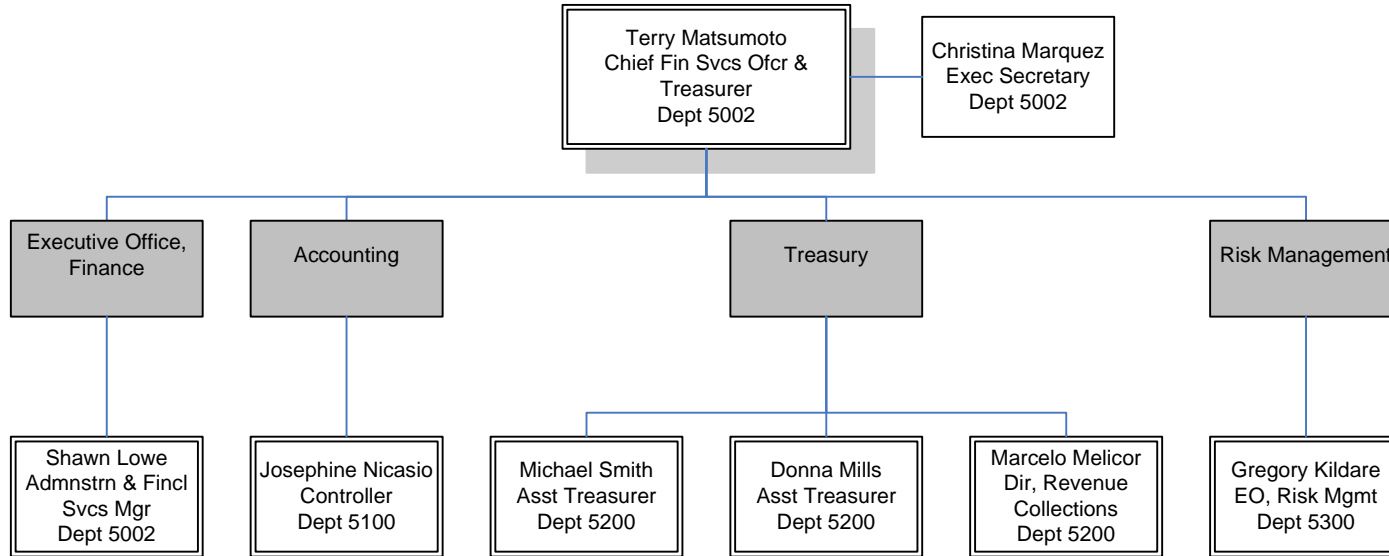 Terry Matsumoto
Chief Fin Svcs Ofcr &
Treasurer
Dept 5002
Christina Marquez
Exec Secretary
Dept 5002
Executive Office,
Finance
Accounting
Treasury
Risk Management
Shawn Lowe
Admnstrn & Fincl
Svcs Mgr
Dept 5002
Josephine Nicasio
Controller
Dept 5100
Michael Smith
Asst Treasurer
Dept 5200
Donna Mills
Asst Treasurer
Dept 5200
Marcelo Melicor
Dir, Revenue
Collections
Dept 5200
Gregory Kildare
EO, Risk Mgmt
Dept 5300